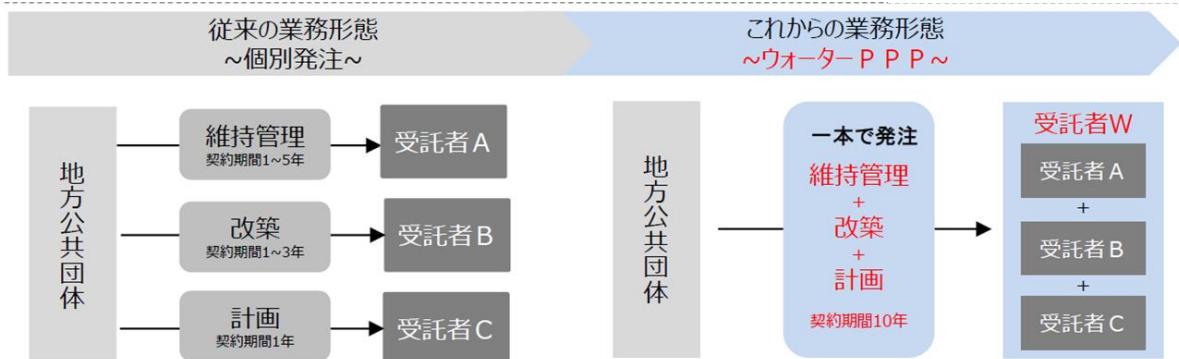 従来の業務形態
~個別発注~
これからの業務形態
~ウォーターＰＰＰ~
地方公共団体
維持管理
契約期間1~5年
受託者A
改築
契約期間1~3年
受託者B
計画
契約期間1年
受託者C
地方公共団体
一本で発注
維持管理
+
改築
+
計画
契約期間10年
受託者W
受託者A
+
受託者B
+
受託者C